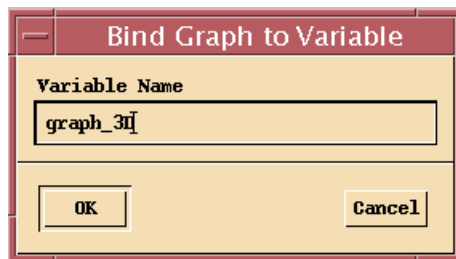 Bind Graph to Variable
Variable Name
graph_3D
OK
Cancel